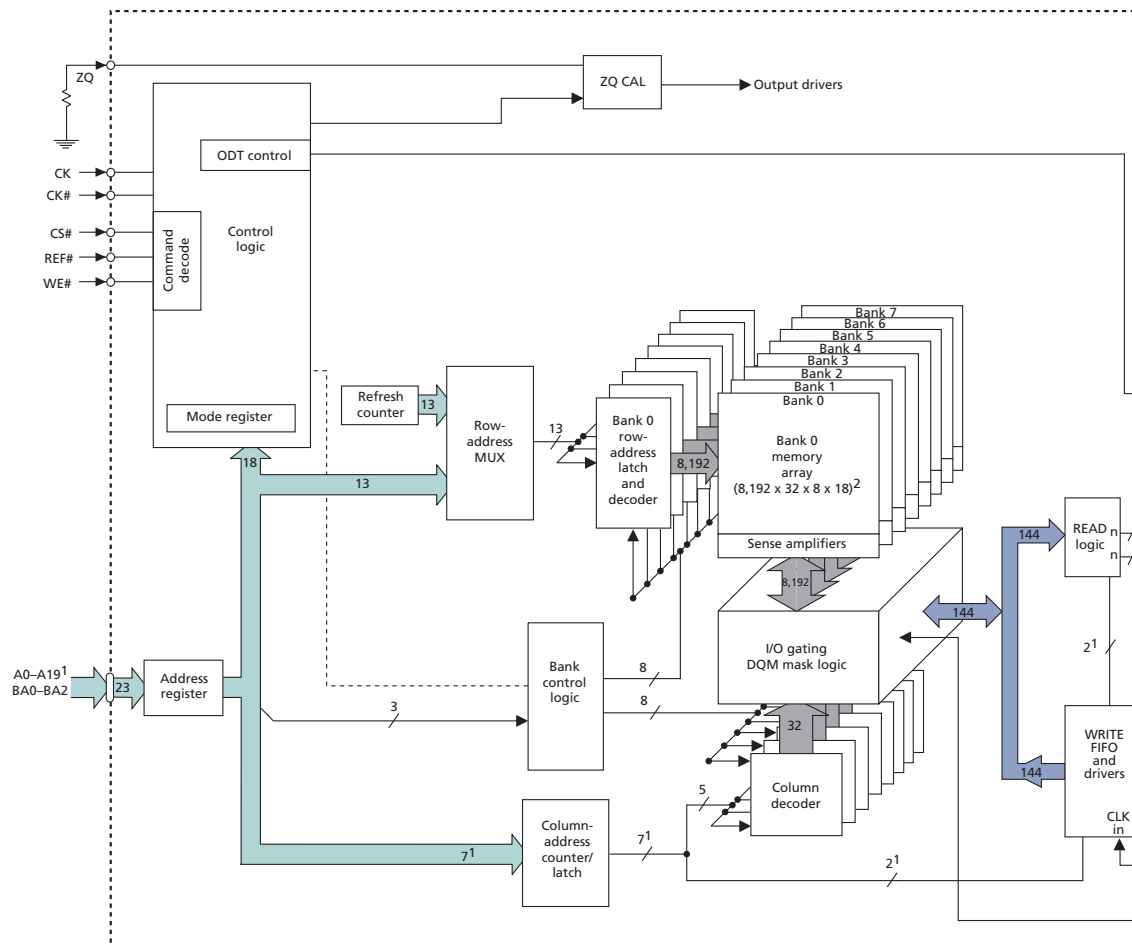 ZQ
ZQ CAL
Output drivers
ODT control
CK
CK#
CS#
REF#
WE#
Command
decode
Control
logic
Mode register
Refresh
counter
13
Row-
address
MUX
13
18
13
Bank 0
row-
address
latch
and
decoder
8,192
Bank 7
Bank 6
Bank 5
Bank 4
Bank 3
Bank 2
Bank 1
Bank 0
Bank 0
memory
array
(8,192 x 32 x 8 x 18)²
Sense amplifiers
8,192
I/O gating
DQM mask logic
144
144
READ
logic
n
n
2¹
A0–A19¹
BA0–BA2
23
Address
register
3
Bank
control
logic
8
8
32
Column
decoder
5
144
WRITE
FIFO
and
drivers
CLK
in
7¹
Column-
address
counter/
latch
7¹
2¹